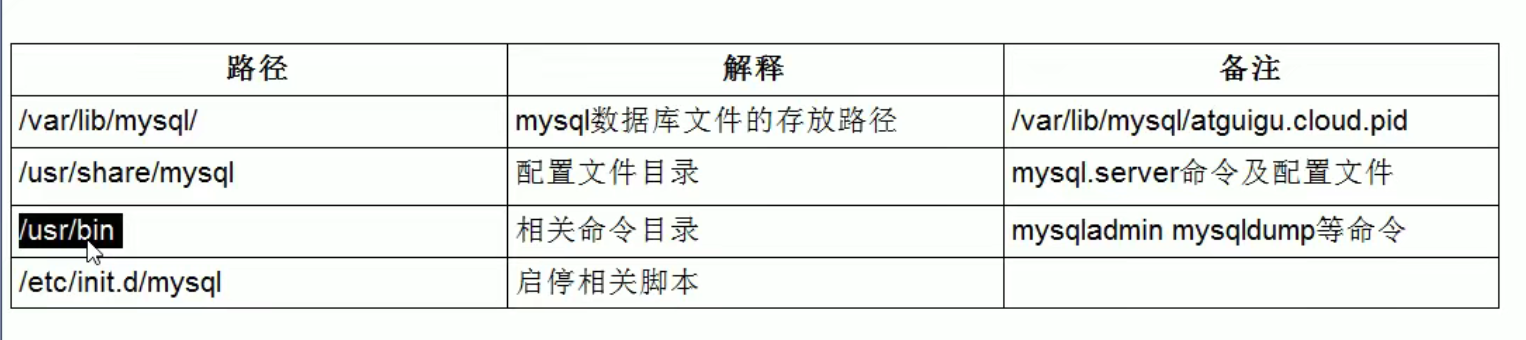 路径 解释 备注
/var/lib/mysql/ mysql数据库文件的存放路径 /var/lib/mysql/atguigu.cloud.pid
/usr/share/mysql 配置文件目录 mysql.server命令及配置文件
/usr/bin 相关命令目录 mysqladmin mysqldump等命令
/etc/init.d/mysql 启停相关脚本